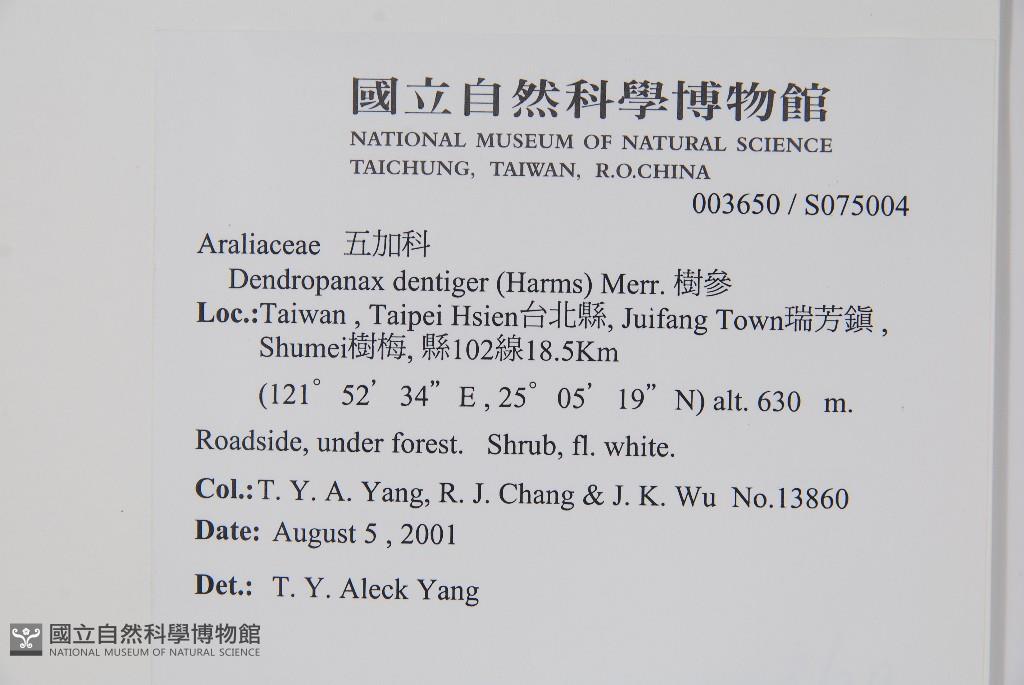 國立自然科學博物館
NATIONAL MUSEUM OF NATURAL SCIENCE
TAICHUNG, TAIWAN, R.O.CHINA
003650 / S075004
Araliaceae 五加科
Dendropanax dentiger (Harms) Merr. 樹參
Loc.:Taiwan , Taipei Hsien台北縣, Juifang Town瑞芳鎭 ,
Shumei樹梅, 縣102線18.5Km
(121° 52’ 34” E , 25° 05’ 19” N) alt. 630 m.
Roadside, under forest. Shrub, fl. white.
Col.:T. Y. A. Yang, R. J. Chang & J. K. Wu No.13860
Date: August 5 , 2001
Det.: T. Y. Aleck Yang
國立自然科學博物館
NATIONAL MUSEUM OF NATURAL SCIENCE